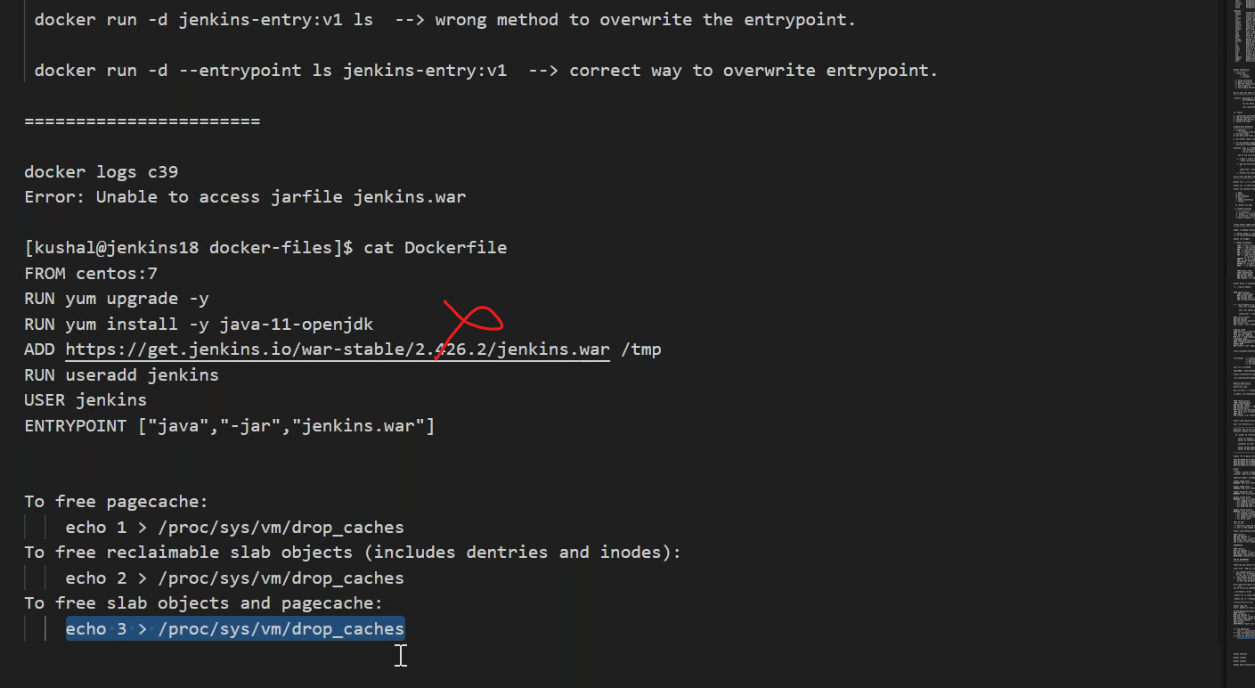 docker run -d jenkins-entry:v1 ls  --> wrong method to overwrite the entrypoint.
docker run -d --entrypoint ls jenkins-entry:v1  --> correct way to overwrite entrypoint.
=======================
docker logs c39
Error: Unable to access jarfile jenkins.war
[kushal@jenkins18 docker-files]$ cat Dockerfile
FROM centos:7
RUN yum upgrade -y
RUN yum install -y java-11-openjdk
ADD https://get.jenkins.io/war-stable/2.426.2/jenkins.war /tmp
RUN useradd jenkins
USER jenkins
ENTRYPOINT ["java","-jar","jenkins.war"]
To free pagecache:
echo 1 > /proc/sys/vm/drop_caches
To free reclaimable slab objects (includes dentries and inodes):
echo 2 > /proc/sys/vm/drop_caches
To free slab objects and pagecache:
echo 3 > /proc/sys/vm/drop_caches